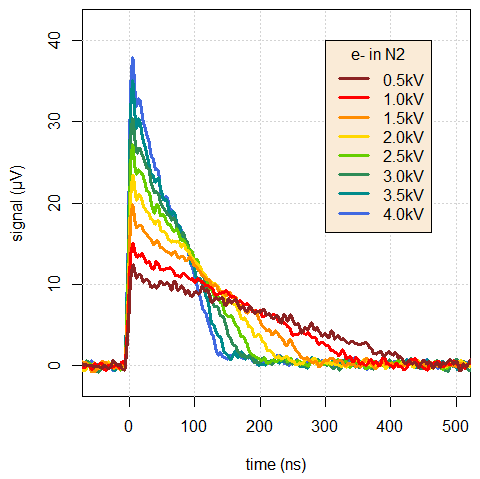 e- in N2
0.5kV
1.0kV
1.5kV
2.0kV
2.5kV
3.0kV
3.5kV
4.0kV
signal (µV)
40
30
20
10
0
0 100 200 300 400 500
time (ns)